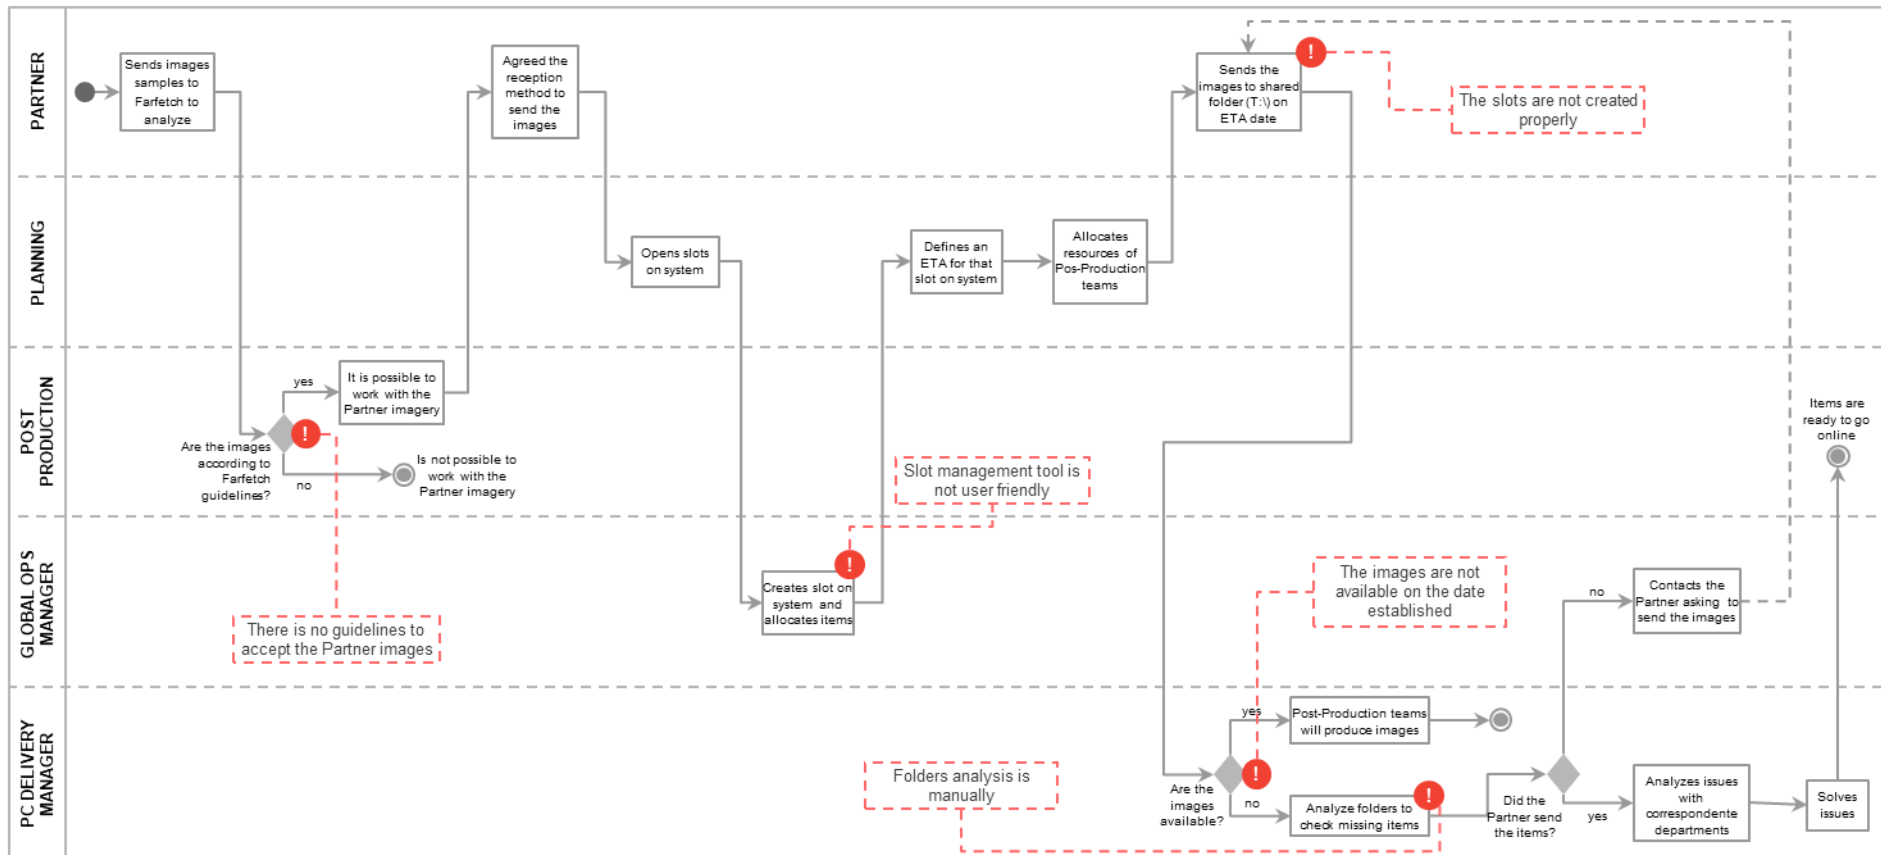 PARTNER
Sends images
samples to
Farfetch to
analyze
Agreed the
reception
method to
send the
images
Sends the
images to shared
folder (T:\) on
ETA date
The slots are not created
properly
PLANNING
Opens slots
on system
Defines an
ETA for that
slot on system
Allocates
resources of
Pos-Production
teams
POST
PRODUCTION
yes
It is possible to
work with the
Partner imagery
Are the images
according to
Farfetch
guidelines?
no
Is not possible to
work with the
Partner imagery
Slot management tool is
not user friendly
Items are
ready to go
online
GLOBAL OPS
MANAGER
There is no guidelines to
accept the Partner images
Creates slot on
system and
allocates items
The images are not
available on the date
established
no
Contacts the
Partner asking to
send the images
PC DELIVERY
MANAGER
Folders analysis is
manually
Are the
images
available?
yes
Post-Production teams
will produce images
no
Analyze folders to
check missing items
Did the
Partner send
the items?
yes
Analyzes issues
with
correspondente
departments
Solves
issues